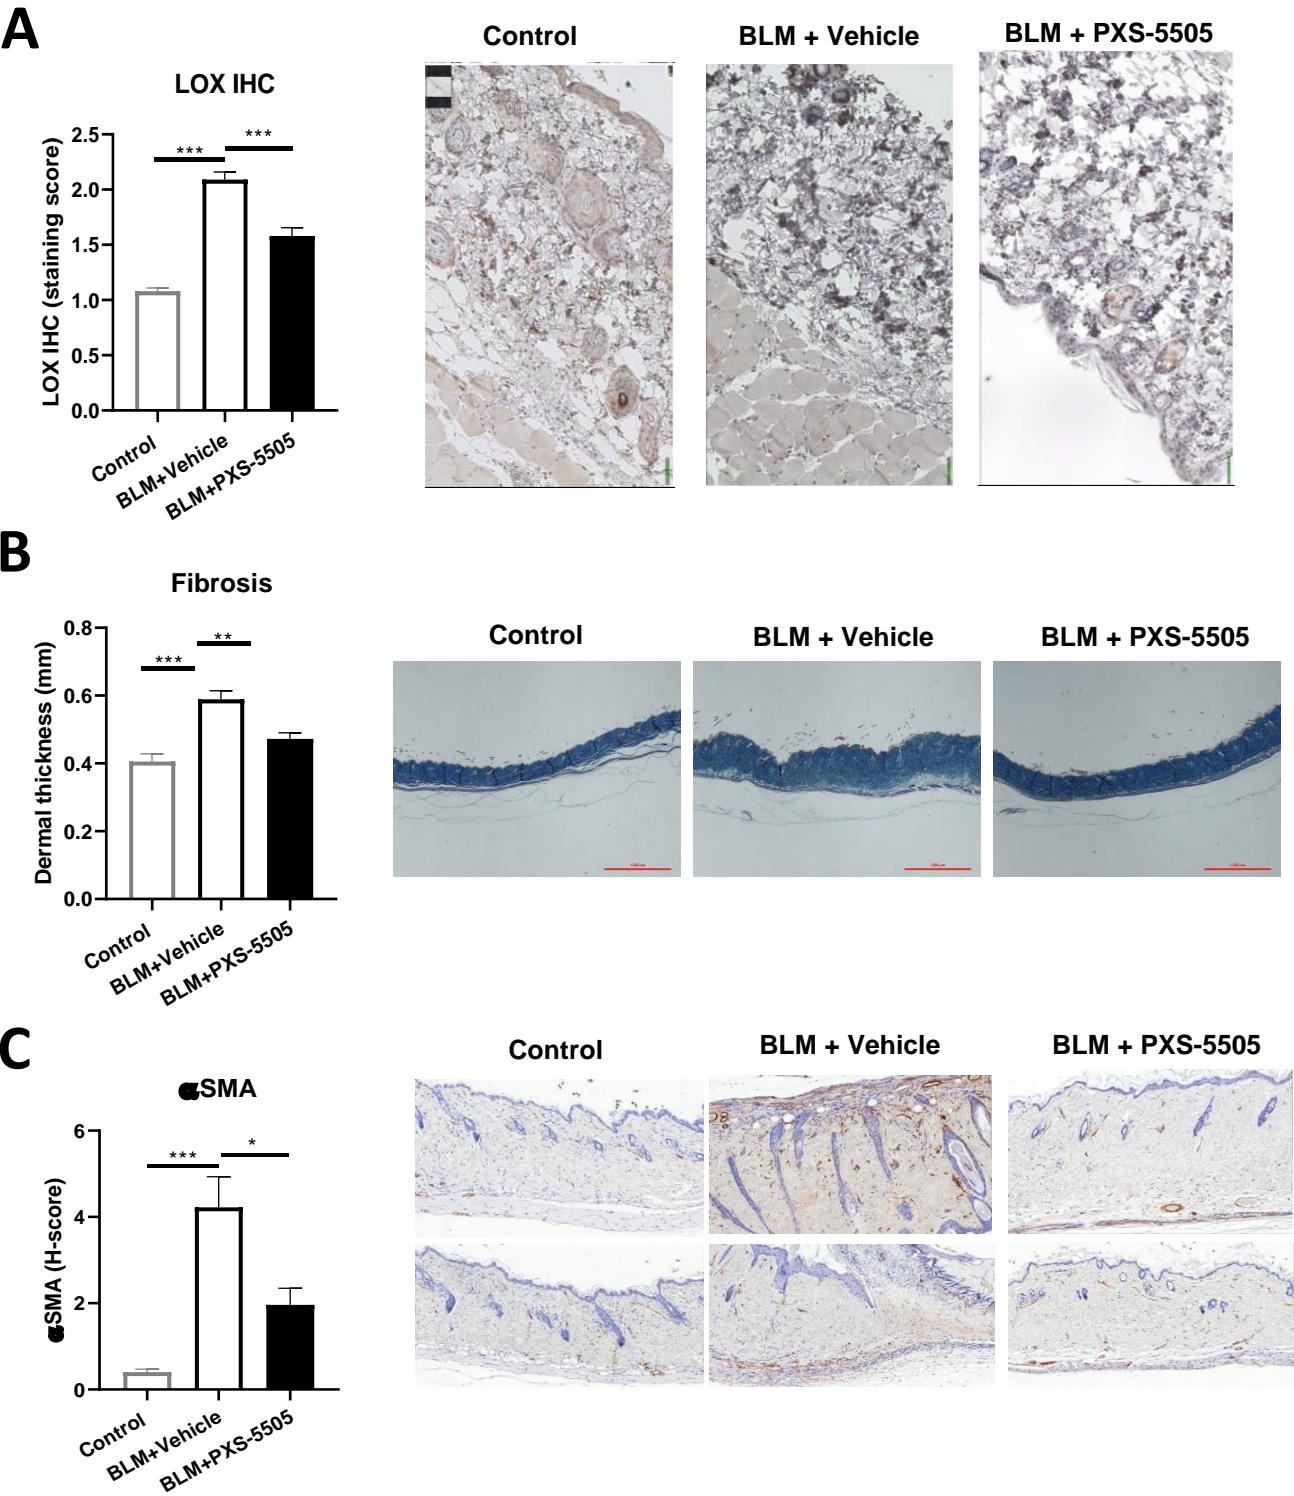 A
LOX IHC
Control
BLM + Vehicle
BLM + PXS-5505
LOX IHC (staining score)
2.5
2.0
1.5
1.0
0.5
0.0
***
***
Control
BLM+Vehicle
BLM+PXS-5505
B
Fibrosis
Control
BLM + Vehicle
BLM + PXS-5505
Dermal thickness (mm)
0.8
0.6
0.4
0.2
0.0
***
**
Control
BLM+Vehicle
BLM+PXS-5505
C
αSMA
Control
BLM + Vehicle
BLM + PXS-5505
αSMA (H-score)
6
4
2
0
***
*
Control
BLM+Vehicle
BLM+PXS-5505